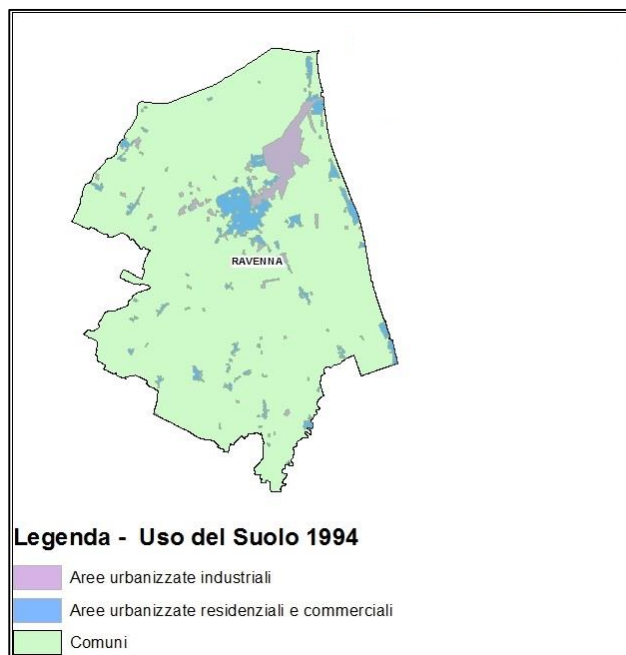 RAVENNA
Legenda - Uso del Suolo 1994
Aree urbanizzate industriali
Aree urbanizzate residenziali e commerciali
Comuni